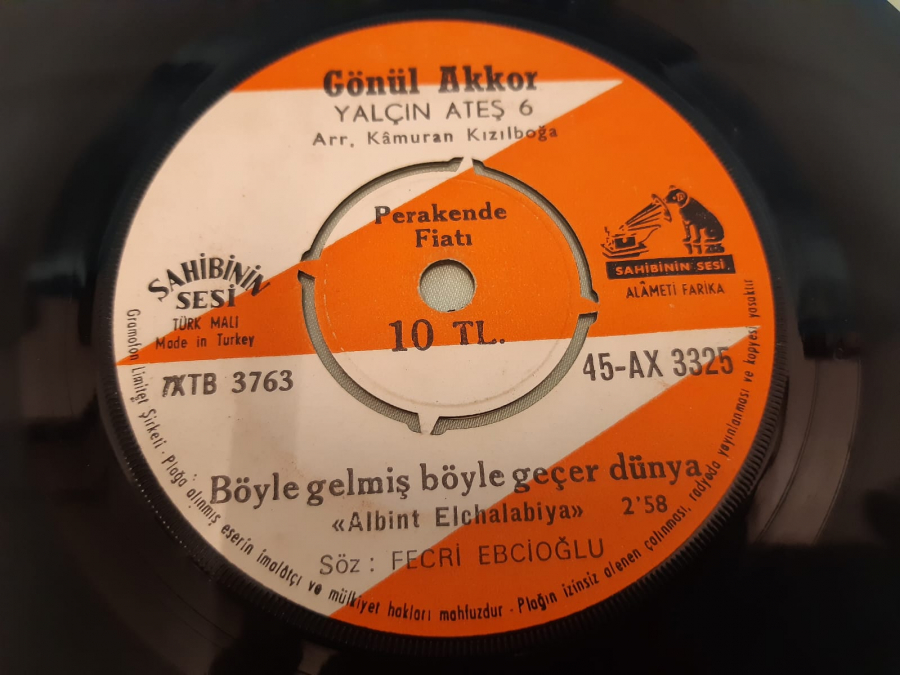 Gönül Akkor
YALÇIN ATEŞ 6
Arr. Kâmuran Kızılboğa
Perakende
Fiatı
10 TL.
SAHİBİNİN
SESİ
TÜRK MALI
Made in Turkey
SAHİBİNİN SESİ
ALÂMETİ FARİKA
7XTB 3763
45-AX 3325
Böyle gelmiş böyle geçer dünya
«Albint Elchalabiya» 2'58
Söz : FECRİ EBCİOĞLU
Gramofon Limitet Şirketi - Plağa alınmış eserin imalâtçı ve mülkiyet hakları mahfuzdur - Plağın izinsiz alenen çalınması, radyoda yayınlanması ve kopyesi yasaktır